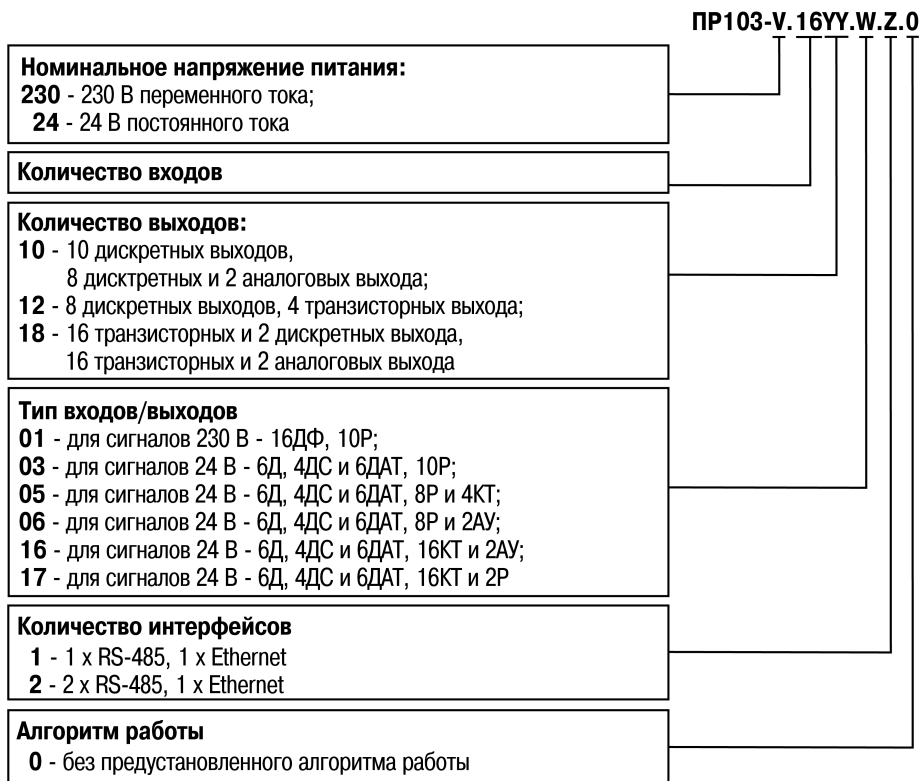 ПР103-V.16YY.W.Z.0
Номинальное напряжение питания:
230 - 230 В переменного тока;
24 - 24 В постоянного тока
Количество входов
Количество выходов:
10 - 10 дискретных выходов,
8 дисктретных и 2 аналоговых выхода;
12 - 8 дискретных выходов, 4 транзисторных выхода;
18 - 16 транзисторных и 2 дискретных выхода,
16 транзисторных и 2 аналоговых выхода
Тип входов/выходов
01 - для сигналов 230 В - 16ДФ, 10Р;
03 - для сигналов 24 В - 6Д, 4ДС и 6ДАТ, 10Р;
05 - для сигналов 24 В - 6Д, 4ДС и 6ДАТ, 8Р и 4КТ;
06 - для сигналов 24 В - 6Д, 4ДС и 6ДАТ, 8Р и 2АУ;
16 - для сигналов 24 В - 6Д, 4ДС и 6ДАТ, 16КТ и 2АУ;
17 - для сигналов 24 В - 6Д, 4ДС и 6ДАТ, 16КТ и 2Р
Количество интерфейсов
1 - 1 x RS-485, 1 x Ethernet
2 - 2 x RS-485, 1 x Ethernet
Алгоритм работы
0 - без предустановленного алгоритма работы